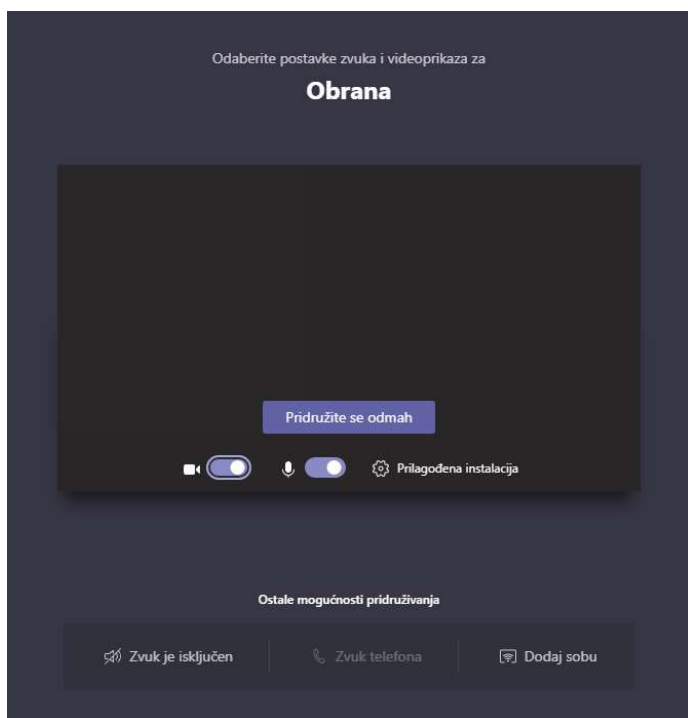 Odaberite postavke zvuka i videoprikaza za
Obrana
Pridružite se odmah
Prilagođena instalacija
Ostale mogućnosti pridruživanja
Zvuk je isključen
Zvuk telefona
Dodaj sobu